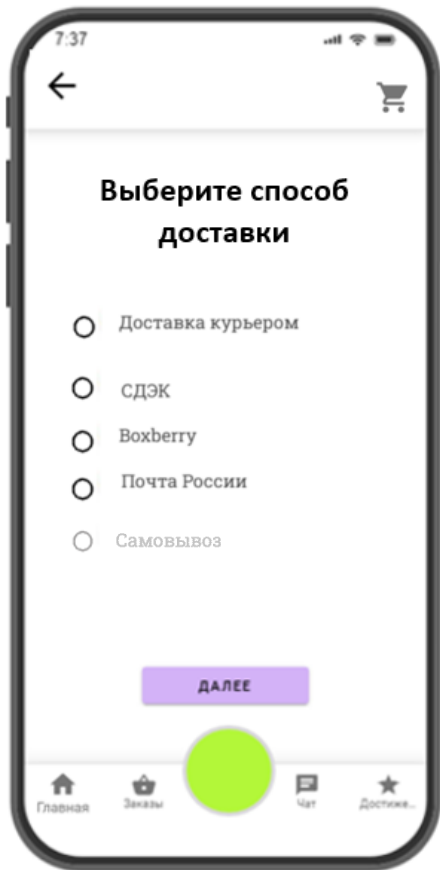 7:37
Выберите способ
доставки
Доставка курьером
СДЭК
Boxberry
Почта России
Самовывоз
ДАЛЕЕ
Главная
Заказы
Чат
Достиже...